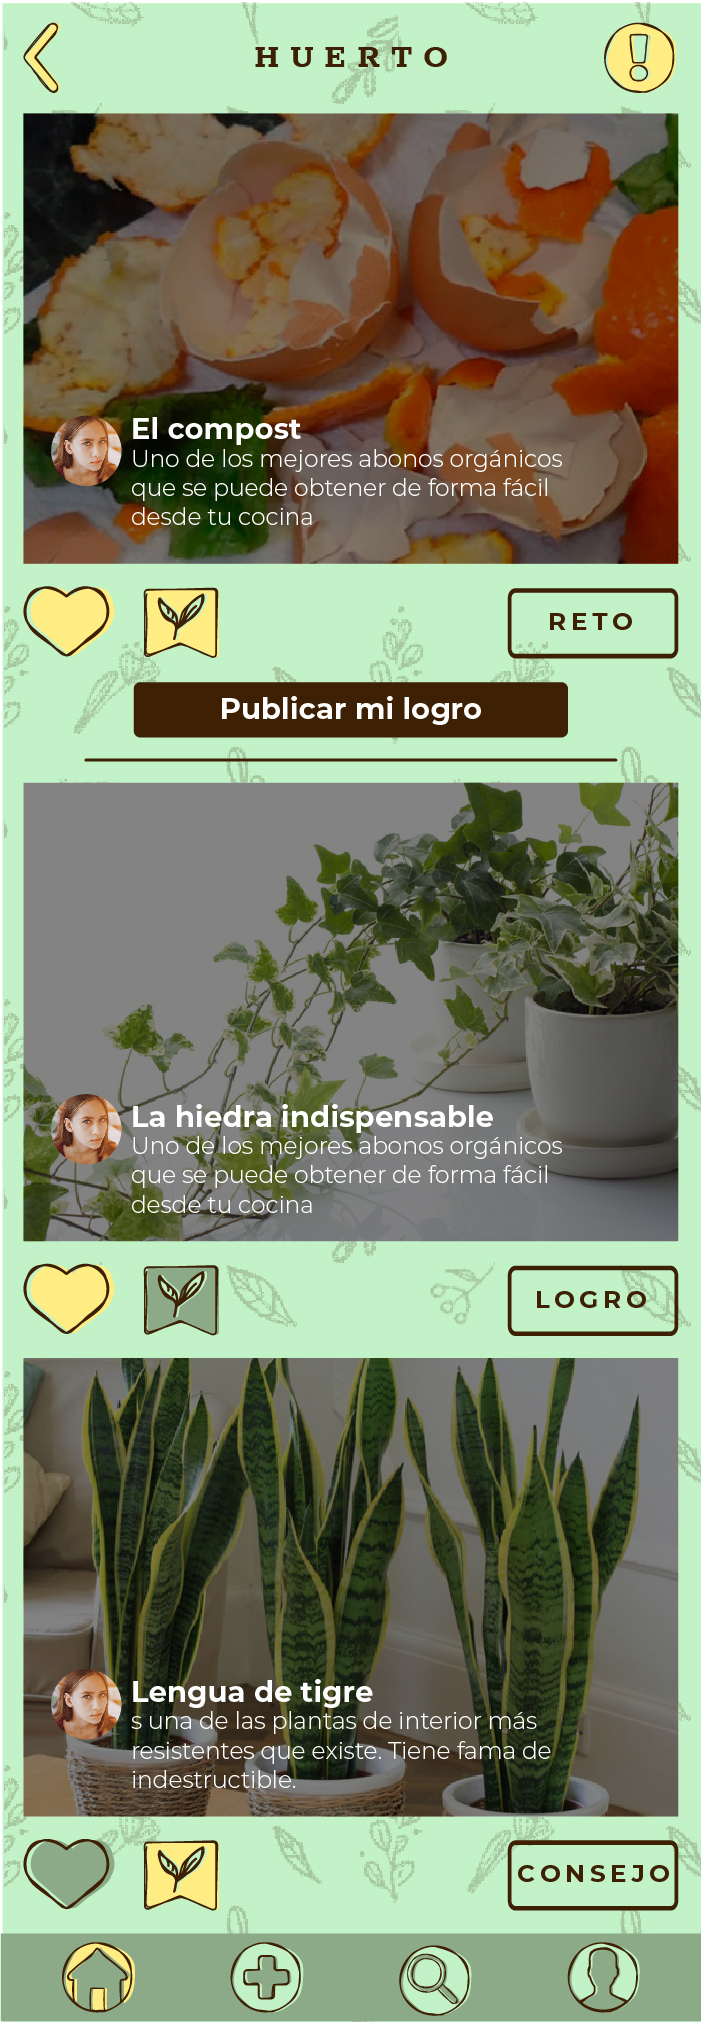 HUERTO
El compost
Uno de los mejores abonos orgánicos
que se puede obtener de forma fácil
desde tu cocina
RETO
Publicar mi logro
La hiedra indispensable
Uno de los mejores abonos orgánicos
que se puede obtener de forma fácil
desde tu cocina
LOGRO
Lengua de tigre
s una de las plantas de interior más
resistentes que existe. Tiene fama de
indestructible.
CONSEJO